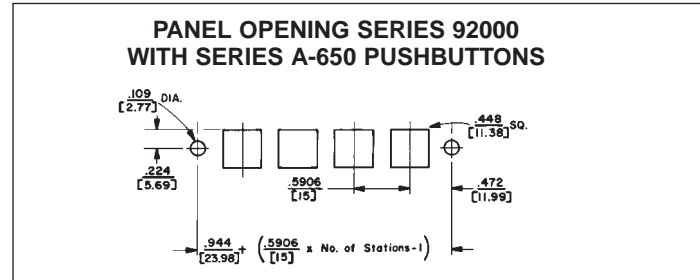 PANEL OPENING SERIES 92000
WITH SERIES A-650 PUSHBUTTONS
.109 DIA.
[2.77]
.448 SQ.
[11.38]
.224
[5.69]
.5906
[15]
.472
[11.99]
.944 + (.5906 x No. of Stations-1)
[23.98] [15]